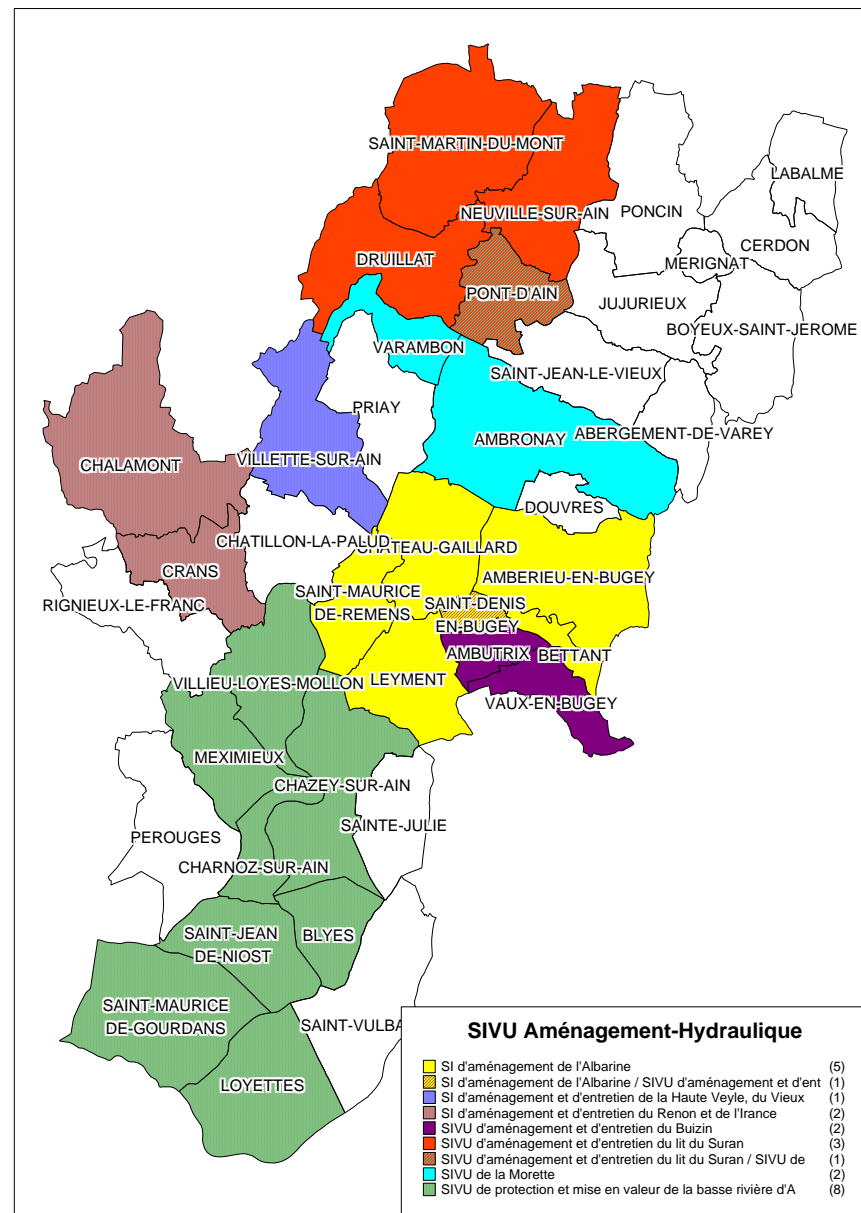 SAINT-MARTIN-DU-MONT
LABALME
NEUVILLE-SUR-AIN
PONCIN
CERDON
DRUILLAT
MERIGNAT
PONT-D'AIN
JUJURIEUX
BOYEUX-SAINT-JEROME
VARAMBON
SAINT-JEAN-LE-VIEUX
PRIAY
ABERGEMENT-DE-VAREY
AMBRONAY
VILLETTE-SUR-AIN
CHALAMONT
DOUVRES
CHATILLON-LA-PALUD
CHATEAU-GAILLARD
CRANS
AMBERIEU-EN-BUGEY
SAINT-MAURICE
DE-REMENS
RIGNIEUX-LE-FRANC
SAINT-DENIS
EN-BUGEY
AMBUTRIX
BETTANT
LEYMENT
VILLIEU-LOYES-MOLLON
VAUX-EN-BUGEY
MEXIMIEUX
CHAZEY-SUR-AIN
SAINTE-JULIE
PEROUGES
CHARNOZ-SUR-AIN
SAINT-JEAN
DE-NIOST
BLYES
SAINT-MAURICE
DE-GOURDANS
SAINT-VULBA
LOYETTES
SIVU Aménagement-Hydraulique
SI d'aménagement de l'Albarine (5)
SI d'aménagement de l'Albarine / SIVU d'aménagement et d'ent (1)
SI d'aménagement et d'entretien de la Haute Veyle, du Vieux (1)
SI d'aménagement et d'entretien du Renon et de l'Irance (2)
SIVU d'aménagement et d'entretien du Buizin (2)
SIVU d'aménagement et d'entretien du lit du Suran (3)
SIVU d'aménagement et d'entretien du lit du Suran / SIVU de (1)
SIVU de la Morette (2)
SIVU de protection et mise en valeur de la basse rivière d'A (8)